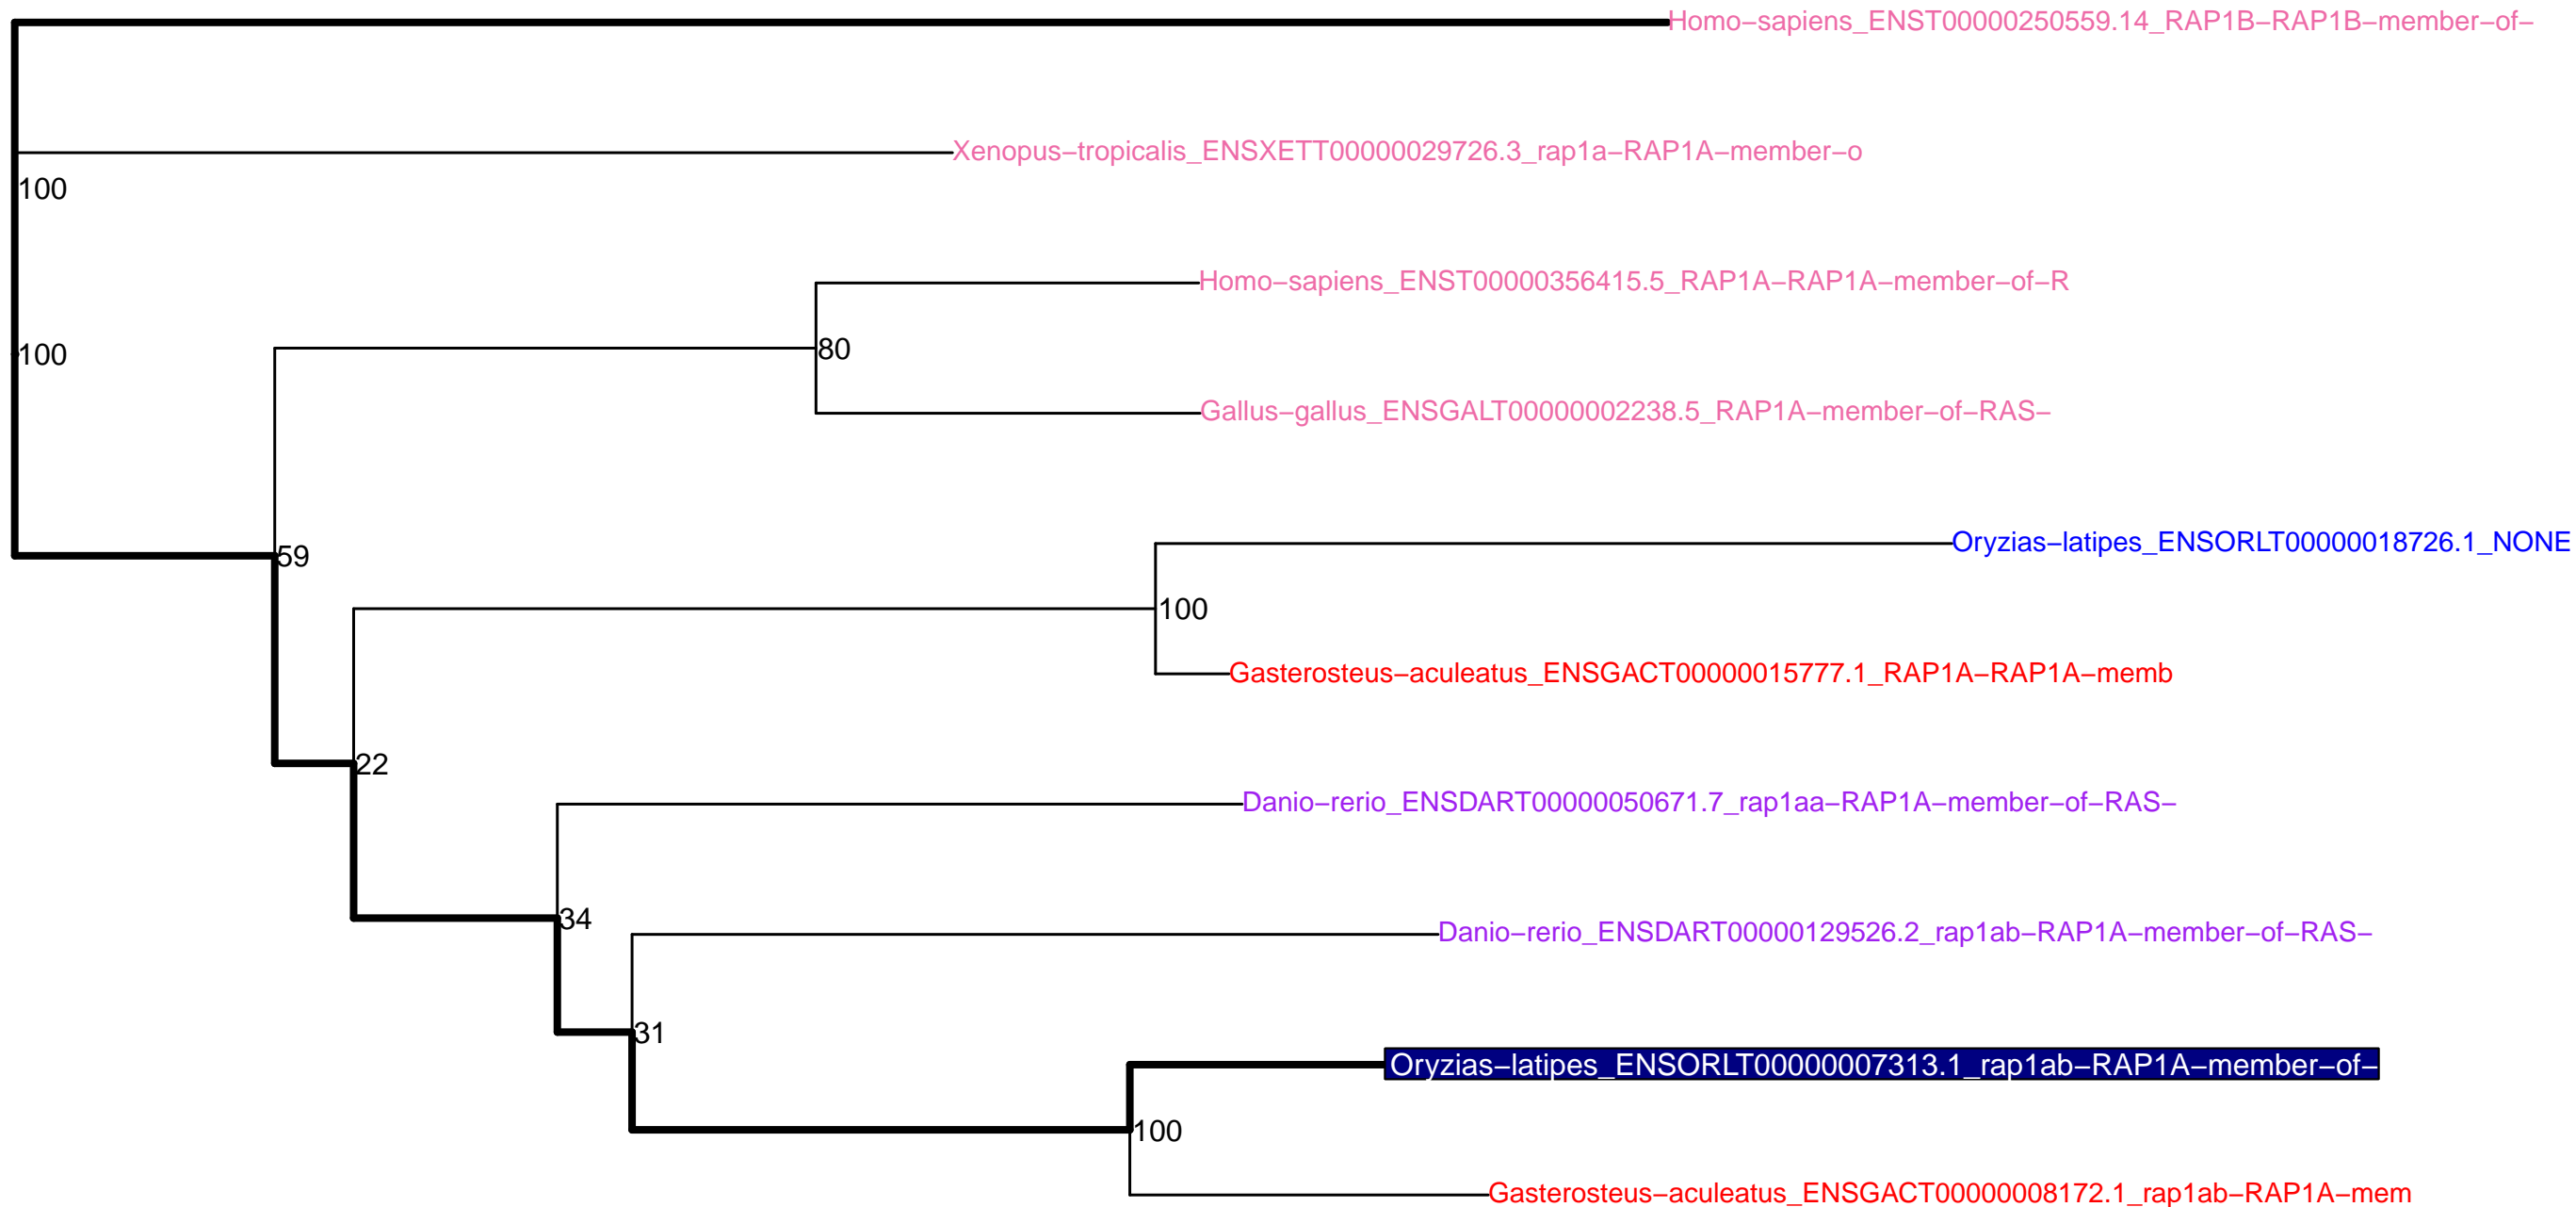 Homo−sapiens_ENST00000250559.14_RAP1B−RAP1B−member−of−
Xenopus−tropicalis_ENSXETT00000029726.3_rap1a−RAP1A−member−o
100
Homo−sapiens_ENST00000356415.5_RAP1A−RAP1A−member−of−R
100
80
Gallus−gallus_ENSGALT00000002238.5_RAP1A−member−of−RAS−
Oryzias−latipes_ENSORLT00000018726.1_NONE
59
100
Gasterosteus−aculeatus_ENSGACT00000015777.1_RAP1A−RAP1A−memb
22
Danio−rerio_ENSDART00000050671.7_rap1aa−RAP1A−member−of−RAS−
34
Danio−rerio_ENSDART00000129526.2_rap1ab−RAP1A−member−of−RAS−
31
Oryzias−latipes_ENSORLT00000007313.1_rap1ab−RAP1A−member−of−
100
Gasterosteus−aculeatus_ENSGACT00000008172.1_rap1ab−RAP1A−mem